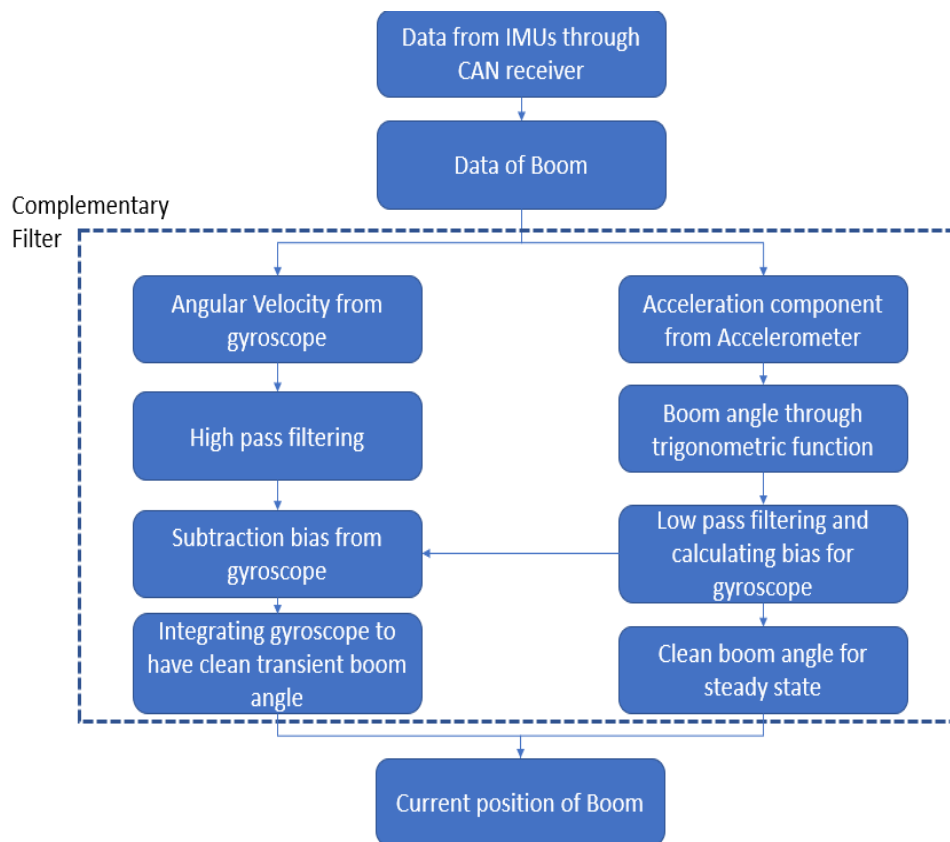 Data from IMUs through
CAN receiver
Data of Boom
Complementary
Filter
Angular Velocity from
gyroscope
Acceleration component
from Accelerometer
High pass filtering
Boom angle through
trigonometric function
Subtraction bias from
gyroscope
Low pass filtering and
calculating bias for
gyroscope
Integrating gyroscope to
have clean transient boom
angle
Clean boom angle for
steady state
Current position of Boom